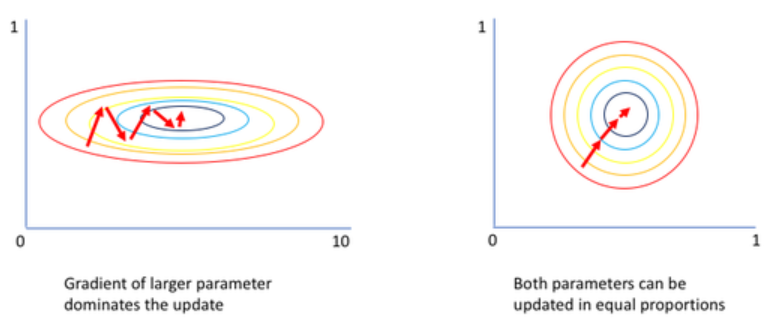 1
0
10
Gradient of larger parameter
dominates the update
1
0
1
Both parameters can be
updated in equal proportions